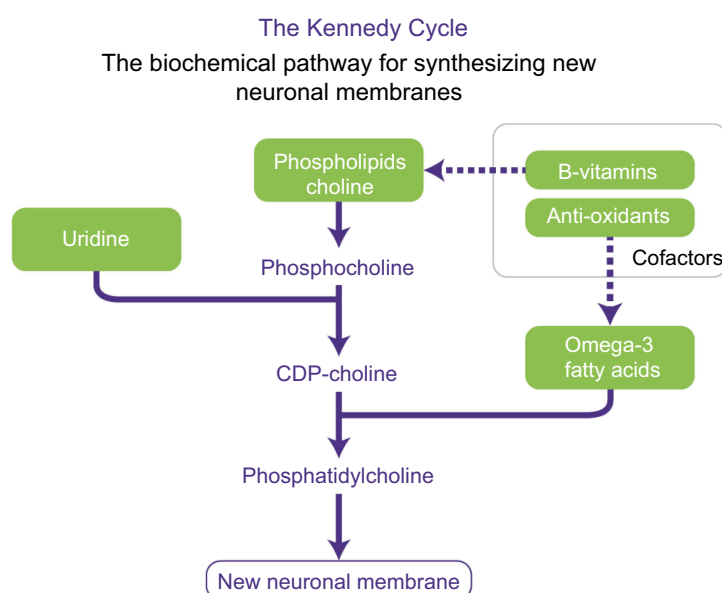 The Kennedy Cycle
The biochemical pathway for synthesizing new
neuronal membranes
Phospholipids
choline
B-vitamins
Anti-oxidants
Cofactors
Uridine
Phosphocholine
Omega-3
fatty acids
CDP-choline
Phosphatidylcholine
New neuronal membrane